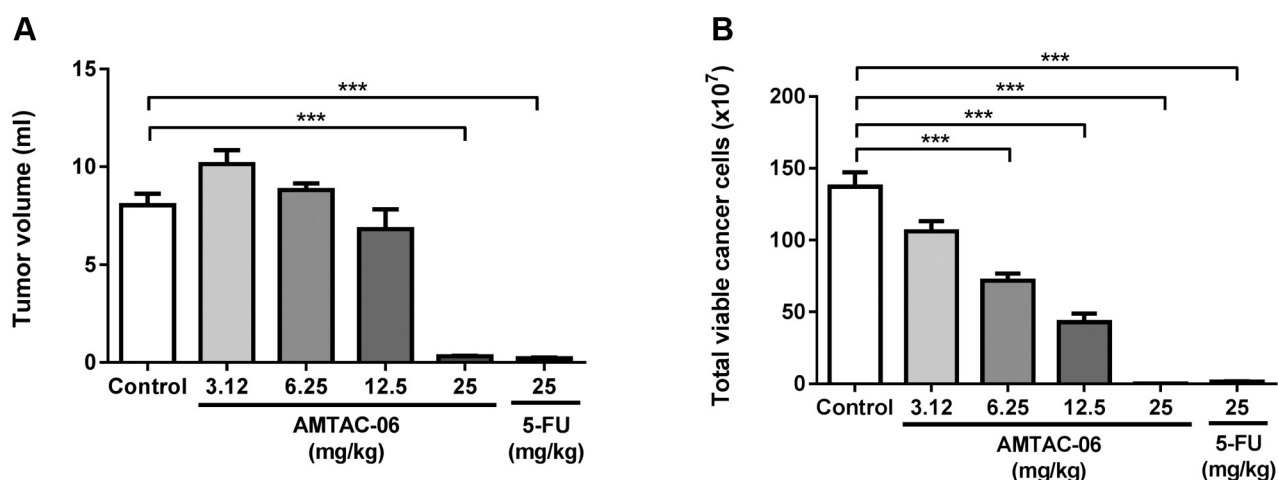 A
Tumor volume (ml)
15
10
5
0
***
***
Control 3.12 6.25 12.5 25 25
AMTAC-06 5-FU
(mg/kg) (mg/kg)
B
Total viable cancer cells (x10⁷)
200
150
100
50
0
***
***
***
***
Control 3.12 6.25 12.5 25 25
AMTAC-06 5-FU
(mg/kg) (mg/kg)